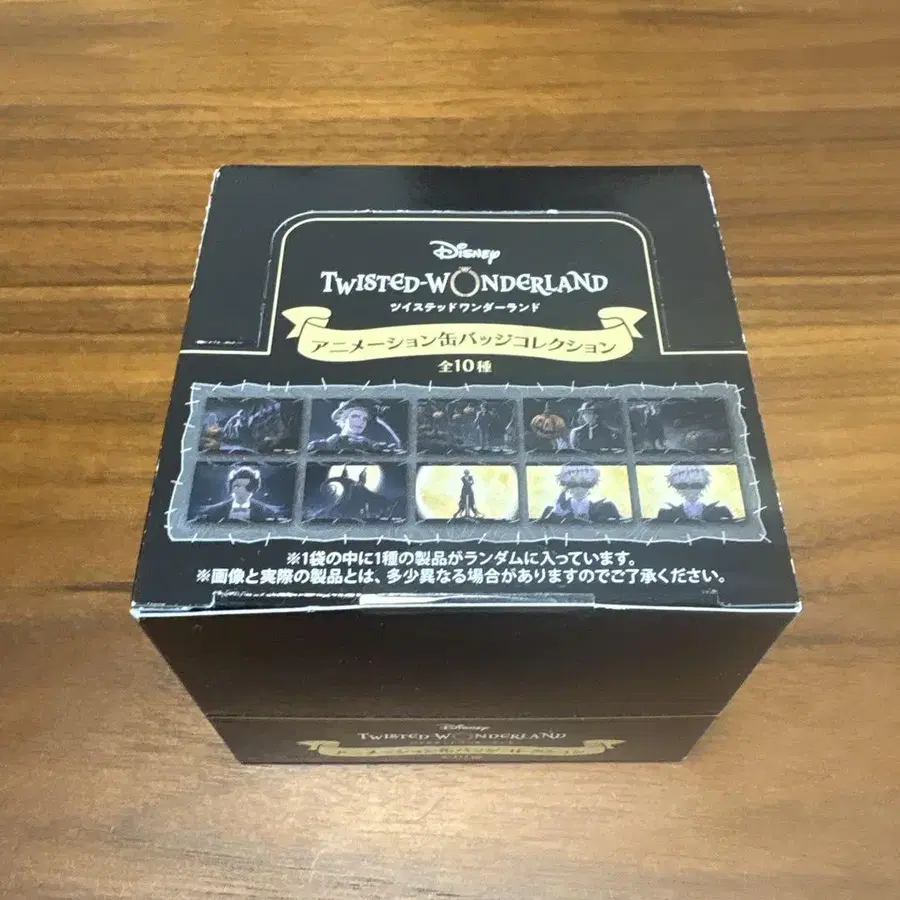 Disney
TWISTED-WONDERLAND
ツイステッドワンダーランド
アニメーション缶バッジコレクション
全10種
※1袋の中に1種の製品がランダムに入っています。
※画像と実際の製品とは、多少異なる場合がありますのでご了承ください。
Disney
TWISTED WONDERLAND